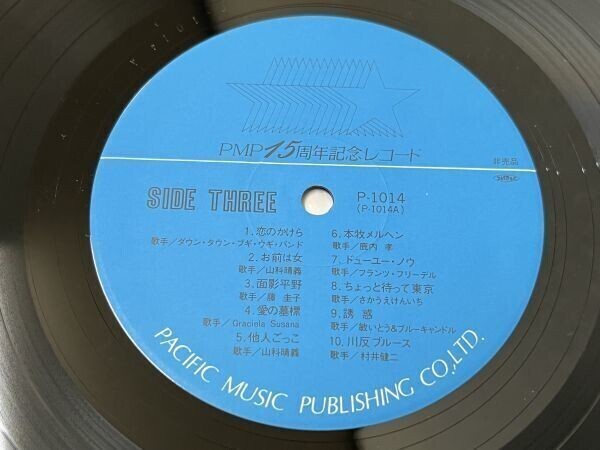 PMP 15周年記念レコード
非売品
STEREO
SIDE THREE
P-1014
(P-1014A)
1. 恋のかけら
歌手/ダウン・タウン・ブギ・ウギ・バンド
2. お前は女
歌手/山科晴義
3. 面影平野
歌手/藤 圭子
4. 愛の墓標
歌手/Graciela Susana
5. 他人ごっこ
歌手/山科晴義
6. 本牧メルヘン
歌手/鹿内 孝
7. ドューユー・ノウ
歌手/フランツ・フリーデル
8. ちょっと待って東京
歌手/さかうえけんいち
9. 誘惑
歌手/敏いとう&ブルーキャンドル
10. 川反ブルース
歌手/村井健二
PACIFIC MUSIC PUBLISHING CO.,LTD.